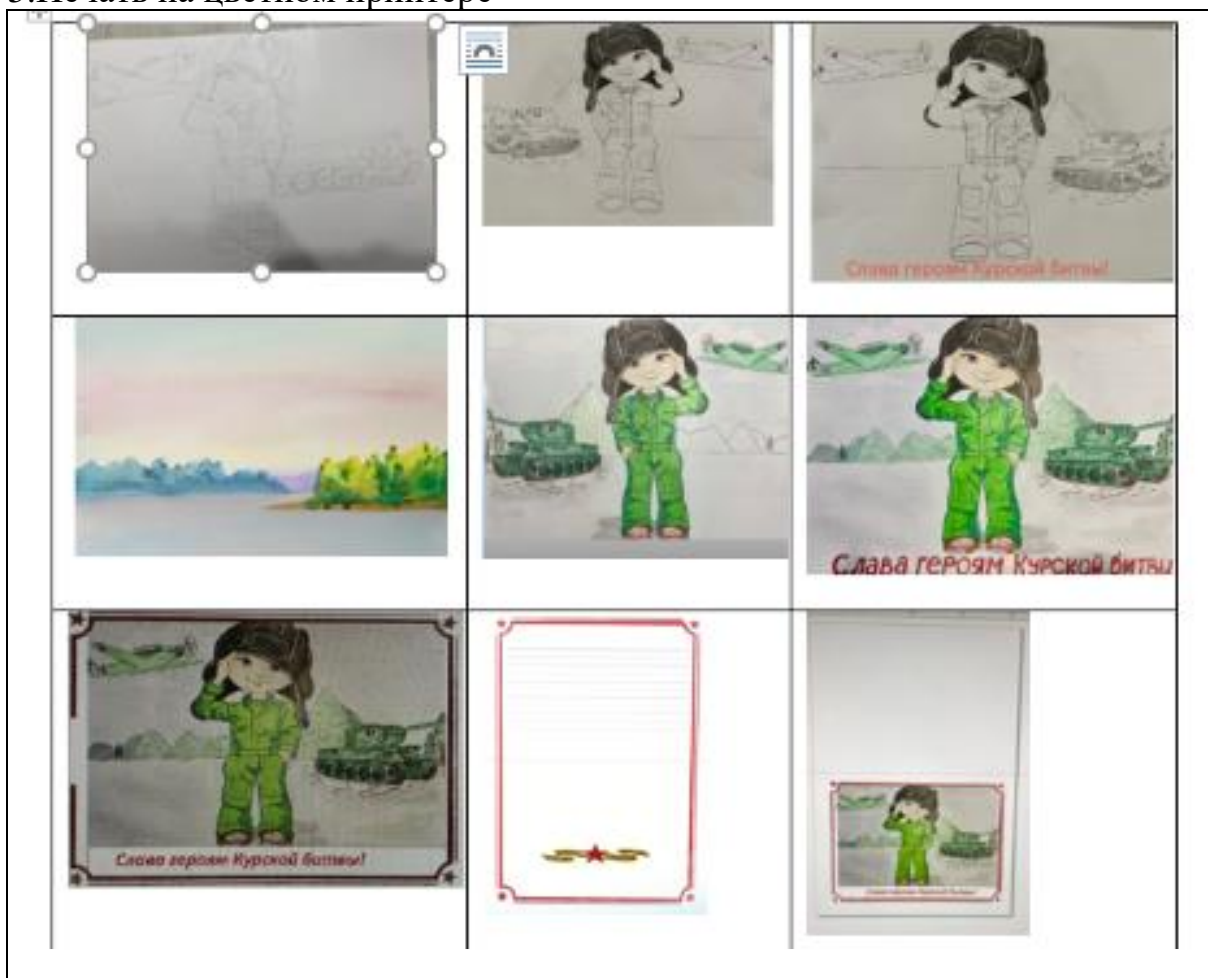 3.Печать на цветном принтере
Слава героям Курской битвы!
Слава героям Курской битвы
Слава героям Курской битвы!